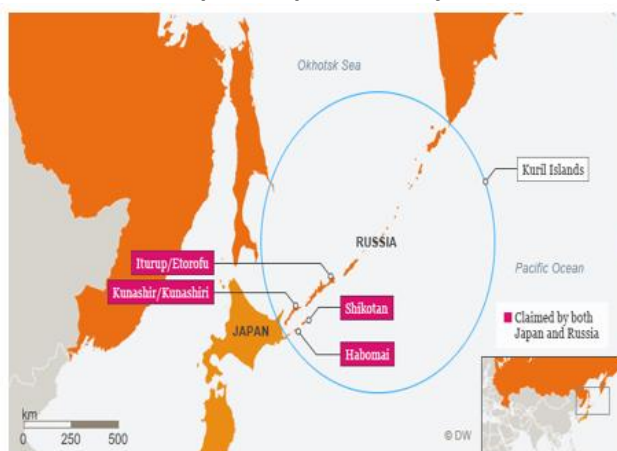 Okhotsk Sea
Kuril Islands
RUSSIA
Iturup/Etorofu
Pacific Ocean
Kunashir/Kunashiri
Shikotan
Claimed by both
Japan and Russia
JAPAN
Habomai
km
0 250 500
© DW